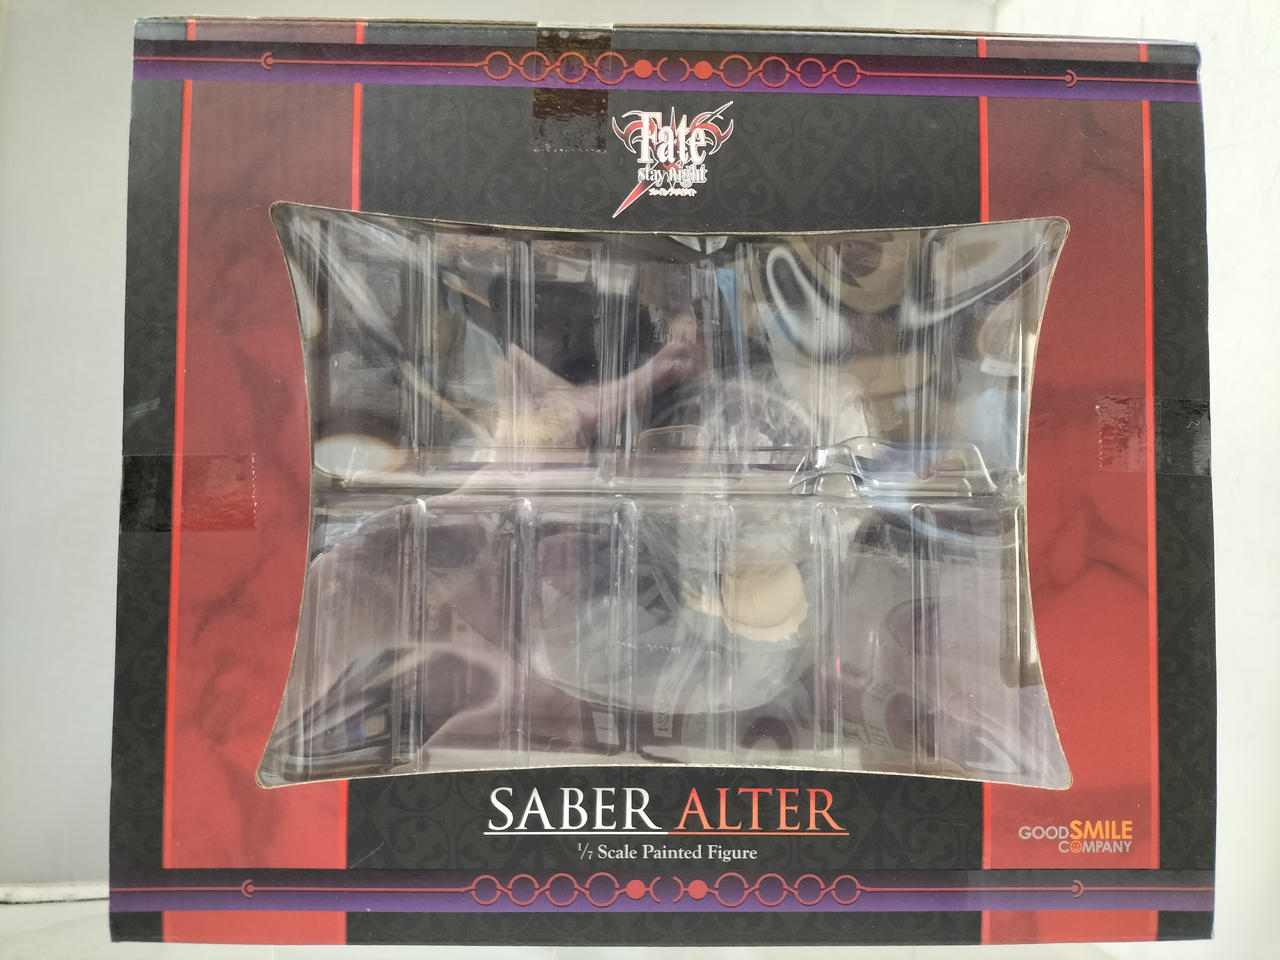 Fate
stay night
SABER ALTER
1/7 Scale Painted Figure
GOOD SMILE
COMPANY